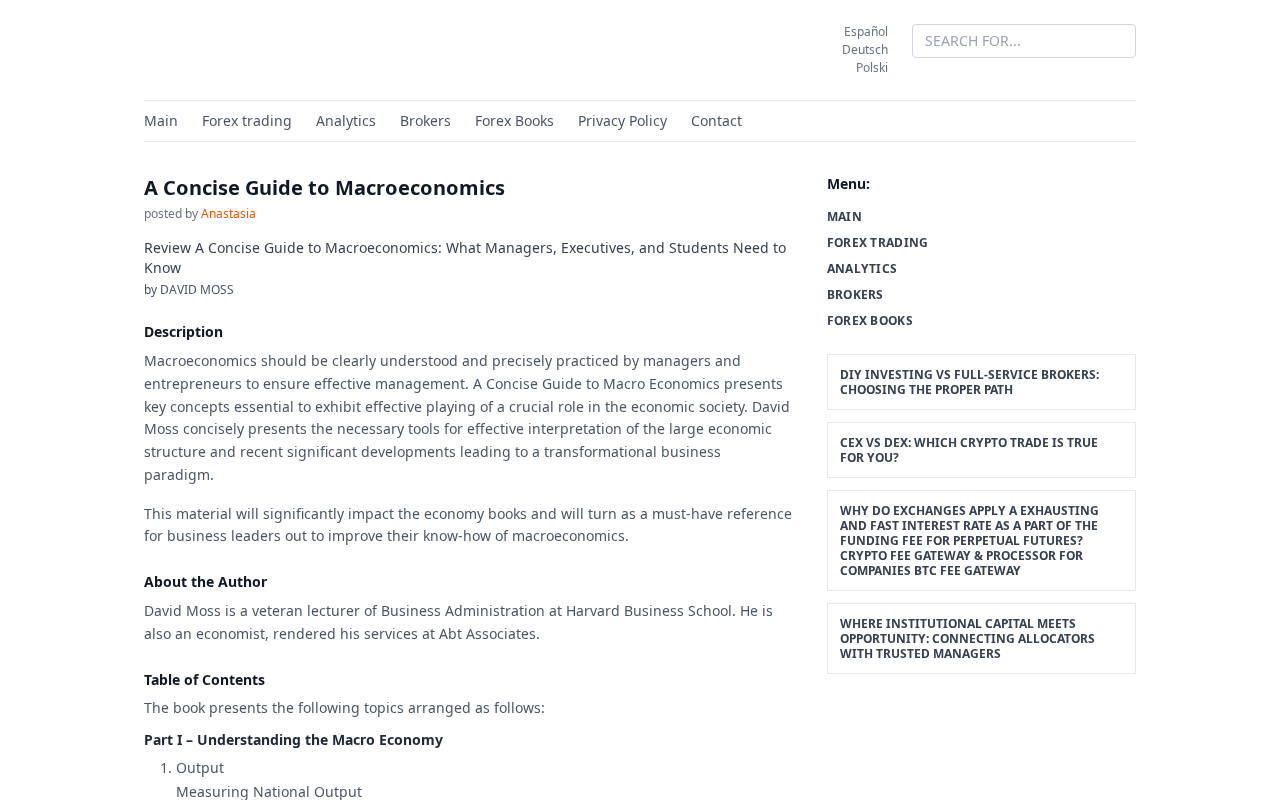 Español
Deutsch
Polski
SEARCH FOR...
Main Forex trading Analytics Brokers Forex Books Privacy Policy Contact
A Concise Guide to Macroeconomics
posted by Anastasia
Review A Concise Guide to Macroeconomics: What Managers, Executives, and Students Need to
Know
by DAVID MOSS
Description
Macroeconomics should be clearly understood and precisely practiced by managers and
entrepreneurs to ensure effective management. A Concise Guide to Macro Economics presents
key concepts essential to exhibit effective playing of a crucial role in the economic society. David
Moss concisely presents the necessary tools for effective interpretation of the large economic
structure and recent significant developments leading to a transformational business
paradigm.
This material will significantly impact the economy books and will turn as a must-have reference
for business leaders out to improve their know-how of macroeconomics.
About the Author
David Moss is a veteran lecturer of Business Administration at Harvard Business School. He is
also an economist, rendered his services at Abt Associates.
Table of Contents
The book presents the following topics arranged as follows:
Part I – Understanding the Macro Economy
1. Output
Measuring National Output
Menu:
MAIN
FOREX TRADING
ANALYTICS
BROKERS
FOREX BOOKS
DIY INVESTING VS FULL-SERVICE BROKERS:
CHOOSING THE PROPER PATH
CEX VS DEX: WHICH CRYPTO TRADE IS TRUE
FOR YOU?
WHY DO EXCHANGES APPLY A EXHAUSTING
AND FAST INTEREST RATE AS A PART OF THE
FUNDING FEE FOR PERPETUAL FUTURES?
CRYPTO FEE GATEWAY & PROCESSOR FOR
COMPANIES BTC FEE GATEWAY
WHERE INSTITUTIONAL CAPITAL MEETS
OPPORTUNITY: CONNECTING ALLOCATORS
WITH TRUSTED MANAGERS